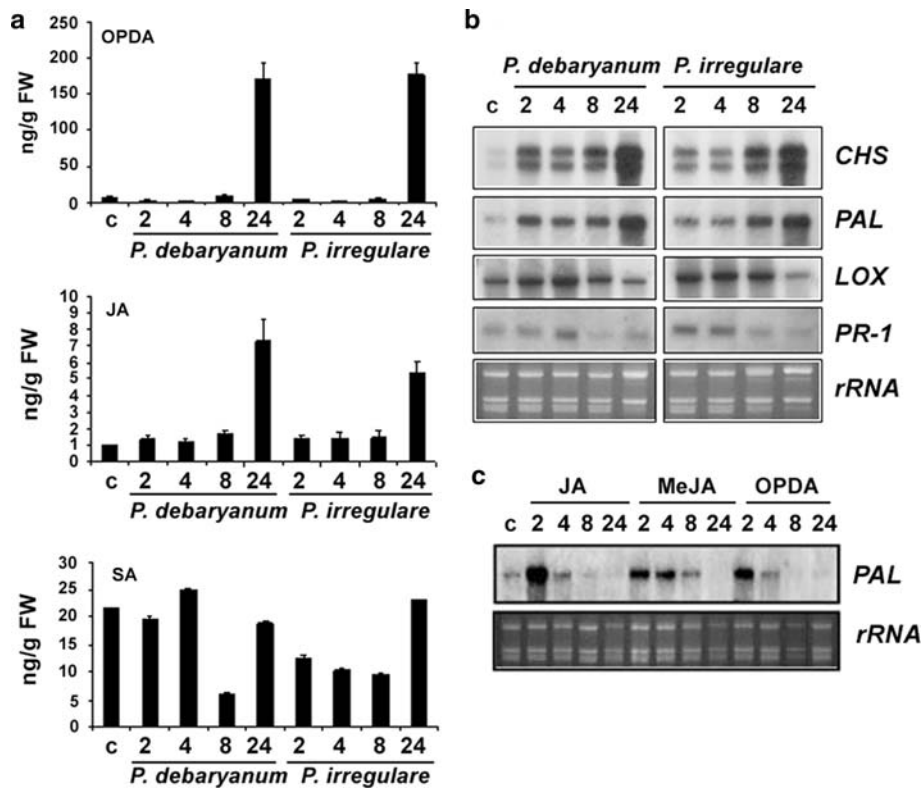 a
OPDA
ng/g FW
250
200
150
100
50
0
c 2 4 8 24 2 4 8 24
P. debaryanum P. irregulare
JA
ng/g FW
10
9
8
7
6
5
4
3
2
1
0
c 2 4 8 24 2 4 8 24
P. debaryanum P. irregulare
SA
ng/g FW
30
25
20
15
10
5
0
c 2 4 8 24 2 4 8 24
P. debaryanum P. irregulare
b
P. debaryanum P. irregulare
c 2 4 8 24 2 4 8 24
CHS
PAL
LOX
PR-1
rRNA
c
JA MeJA OPDA
c 2 4 8 24 2 4 8 24 2 4 8 24
PAL
rRNA